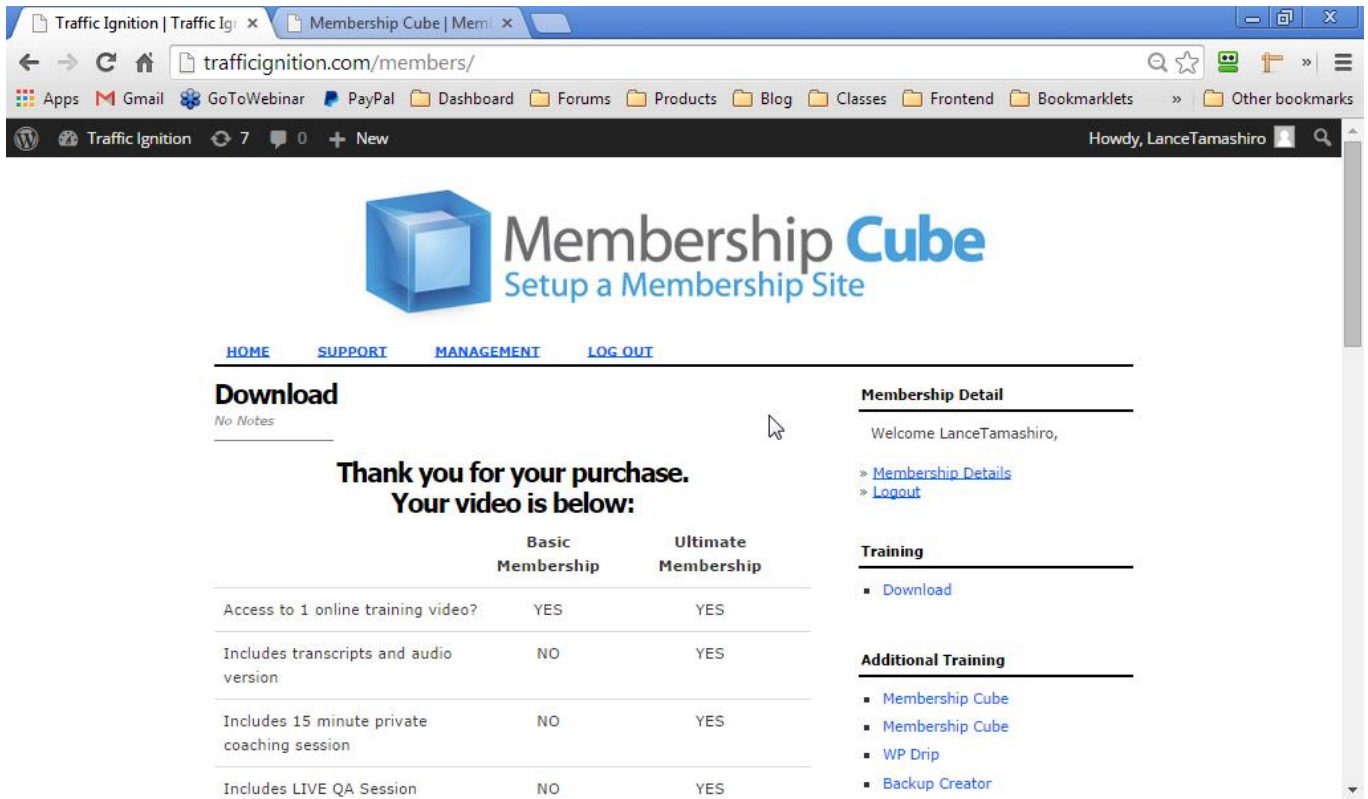 Traffic Ignition | Traffic Ig
Membership Cube | Mem
trafficignition.com/members/
Apps Gmail GoToWebinar PayPal Dashboard Forums Products Blog Classes Frontend Bookmarklets » Other bookmarks
Traffic Ignition 7 0 + New Howdy, LanceTamashiro
Membership Cube
Setup a Membership Site
HOME SUPPORT MANAGEMENT LOG OUT
Download
No Notes
Thank you for your purchase.
Your video is below:
Basic Ultimate
Membership Membership
Access to 1 online training video? YES YES
Includes transcripts and audio NO YES
version
Includes 15 minute private NO YES
coaching session
Includes LIVE QA Session NO YES
Membership Detail
Welcome LanceTamashiro,
» Membership Details
» Logout
Training
▪ Download
Additional Training
▪ Membership Cube
▪ Membership Cube
▪ WP Drip
▪ Backup Creator